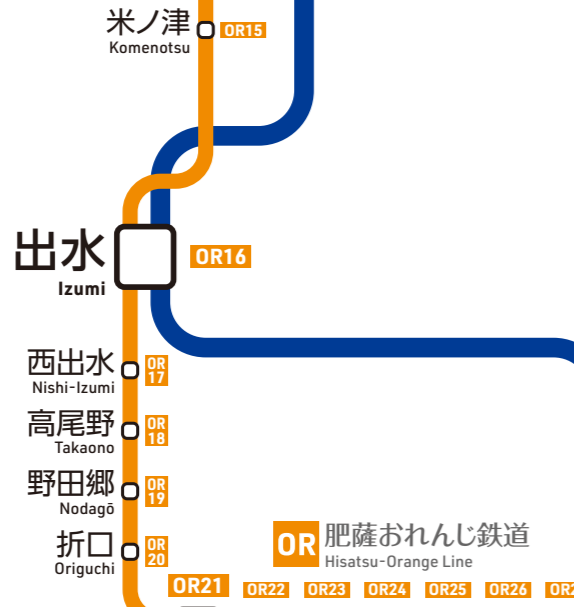 米ノ津
Komenotsu
OR15
出水
Izumi
OR16
西出水
Nishi-Izumi
OR
17
高尾野
Takaono
OR
18
野田郷
Nodagō
OR
19
折口
Origuchi
OR
20
OR
肥薩おれんじ鉄道
Hisatsu-Orange Line
OR21 OR22 OR23 OR24 OR25 OR26